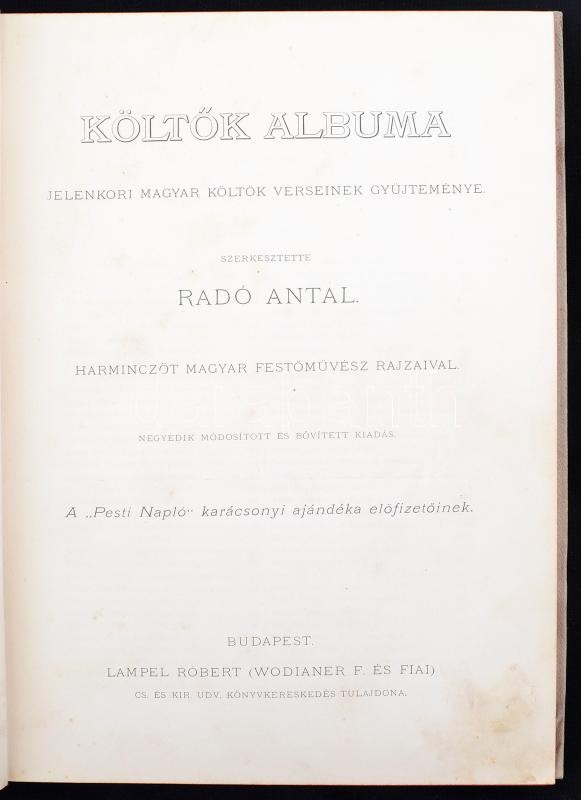 KÖLTŐK ALBUMA
JELENKORI MAGYAR KÖLTŐK VERSEINEK GYŰJTEMÉNYE.
SZERKESZTETTE
RADÓ ANTAL.
HARMINCZÖT MAGYAR FESTŐMŰVÉSZ RAJZAIVAL.
darabanth
NEGYEDIK MÓDOSÍTOTT ÉS BŐVÍTETT KIADÁS.
A „Pesti Napló" karácsonyi ajándéka előfizetőinek.
BUDAPEST.
LAMPEL RÓBERT (WODIANER F. ÉS FIAI)
CS. ÉS KIR. UDV. KÖNYVKERESKEDÉS TULAJDONA.